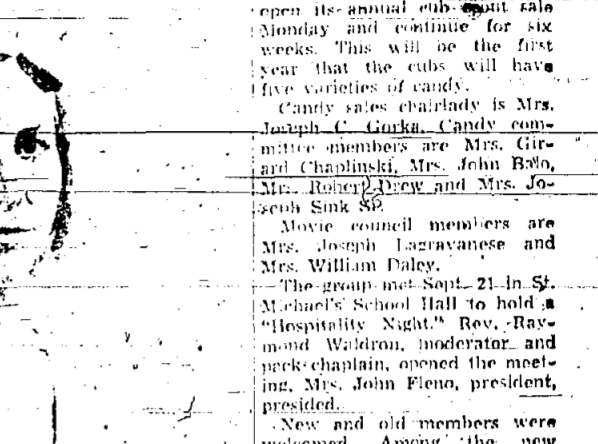 open its annual cub scout sale
Monday and continue for six
weeks. This will be the first
year that the cubs will have
five varieties of candy.
Candy sales chairlady is Mrs.
Joseph C. Gorka. Candy com-
mittee members are Mrs. Gir-
ard Chaplinski, Mrs. John Ballo,
Mrs. Robert Drew and Mrs. Jo-
seph Sink
Movie council members are
Mrs. Joseph Lagravanese and
Mrs. William Daley.
The group met Sept. 21 in St.
Michael's School Hall to hold a
"Hospitality Night." Rev. Ray-
mond Waldron, moderator and
pack chaplain, opened the meet-
ing. Mrs. John Fleno, president,
presided.
New and old members were
welcomed. Among the new